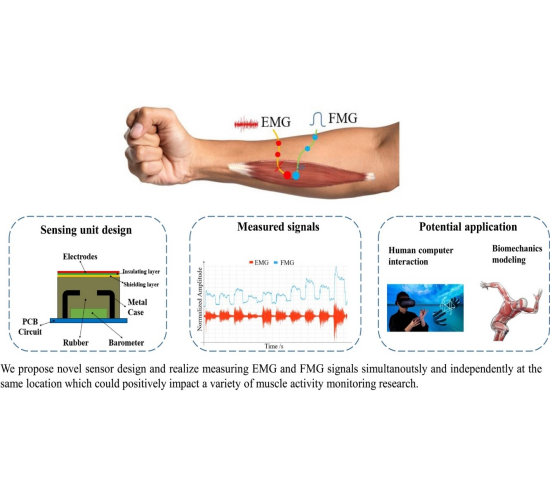 EMG
FMG
Sensing unit design
Electrodes
Insulating layer
Shielding layer
Metal
Case
PCB
Circuit
Rubber
Barometer
Measured signals
EMG FMG
Normalized Amplitude
Time /s
Potential application
Human computer
interaction
Biomechanics
modeling
We propose novel sensor design and realize measuring EMG and FMG signals simultanoutsly and independently at the
same location which could positively impact a variety of muscle activity monitoring research.